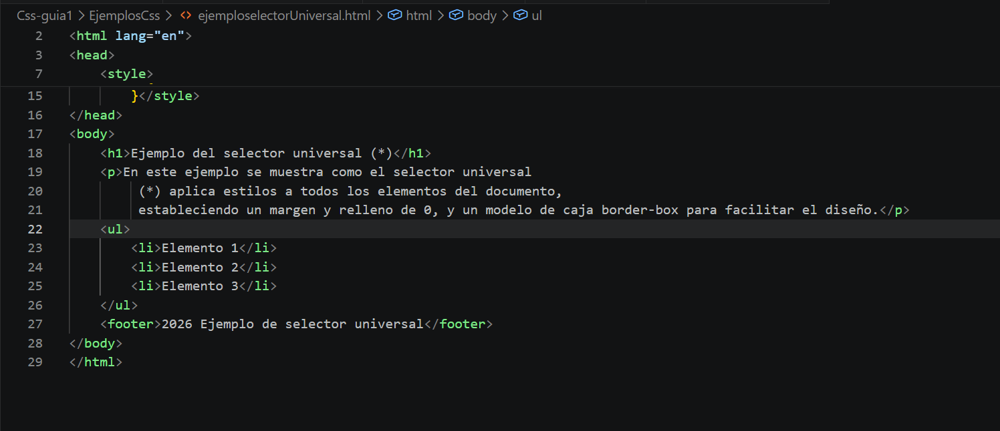 Css-guia1 > EjemplosCss > <> ejemploselectorUniversal.html > html > body > ul
2 <html lang="en">
3 <head>
7     <style>
15         }</style>
16 </head>
17 <body>
18     <h1>Ejemplo del selector universal (*)</h1>
19     <p>En este ejemplo se muestra como el selector universal
20          (*) aplica estilos a todos los elementos del documento,
21          estableciendo un margen y relleno de 0, y un modelo de caja border-box para facilitar el diseño.</p>
22     <ul>
23         <li>Elemento 1</li>
24         <li>Elemento 2</li>
25         <li>Elemento 3</li>
26     </ul>
27     <footer>2026 Ejemplo de selector universal</footer>
28 </body>
29 </html>